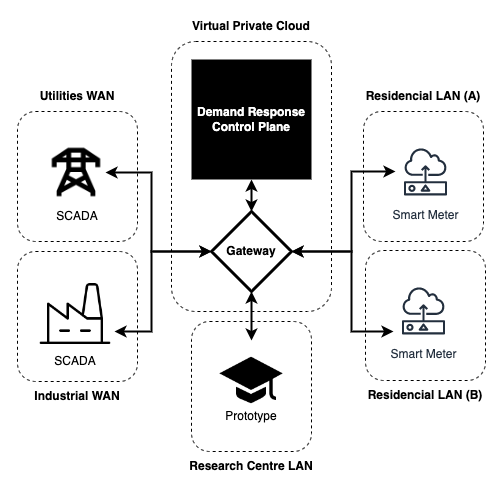 Virtual Private Cloud
Utilities WAN
Demand Response
Control Plane
Residencial LAN (A)
SCADA
Smart Meter
Gateway
SCADA
Smart Meter
Industrial WAN
Residencial LAN (B)
Prototype
Research Centre LAN